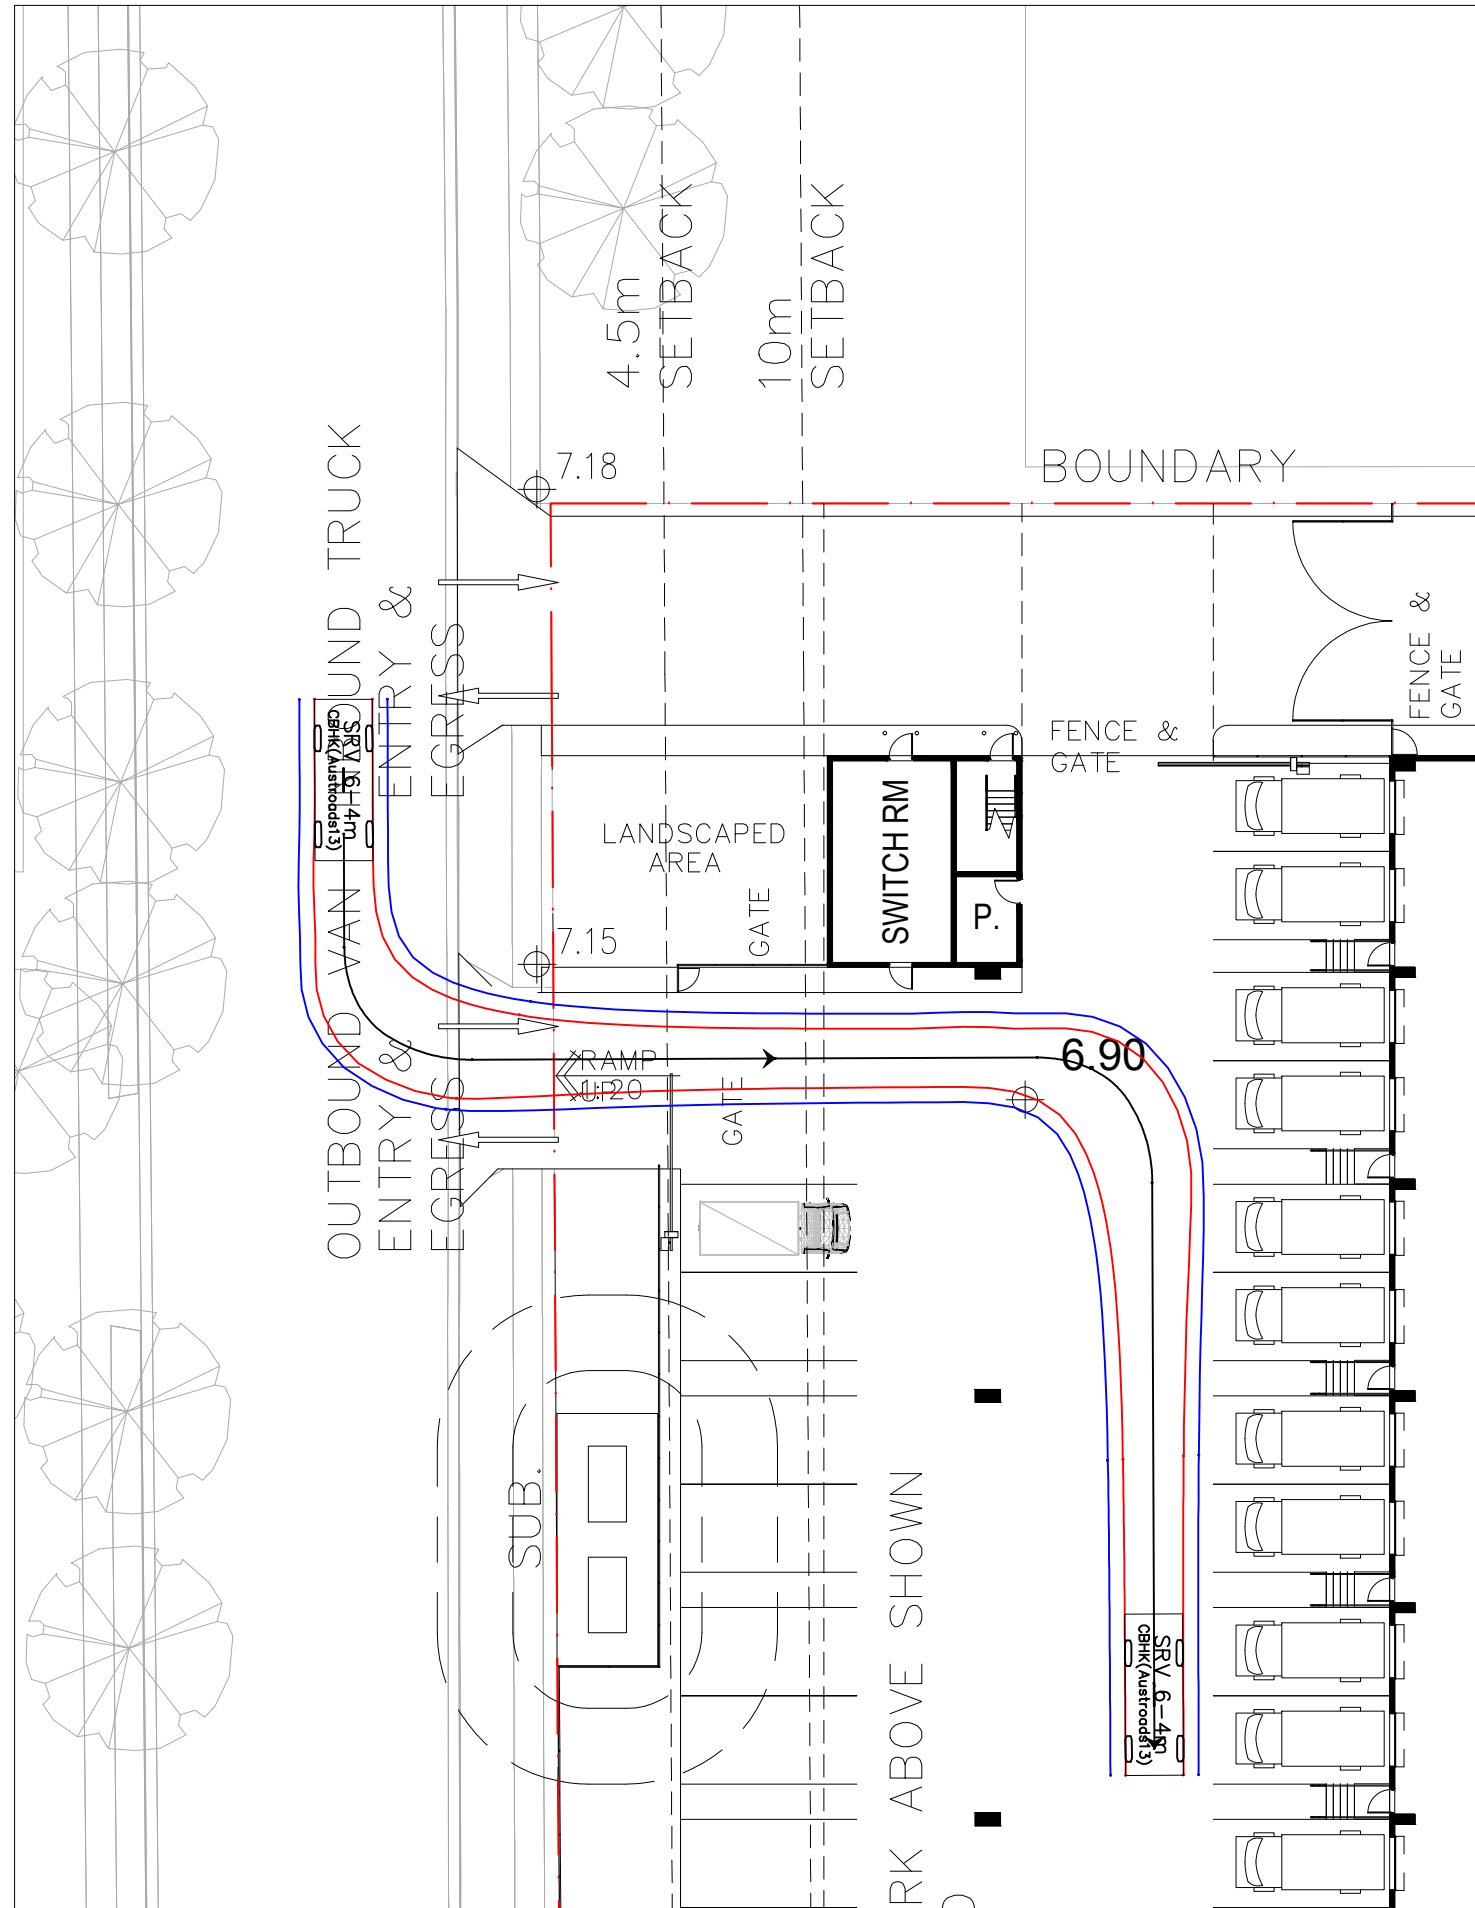 4.5m
SETBACK
10m
SETBACK
7.18
BOUNDARY
INBOUND TRUCK
ENTRY &
EGRESS
FENCE &
GATE
FENCE &
GATE
SRV 6-4m
CBHK(Austroads13)
LANDSCAPED
AREA
SWITCH RM
P.
GATE
7.15
OUTBOUND VAN
ENTRY &
EGRESS
RAMP
1:20
UP
6.90
GATE
SUB.
RK ABOVE SHOWN
SRV 6-4m
CBHK(Austroads13)